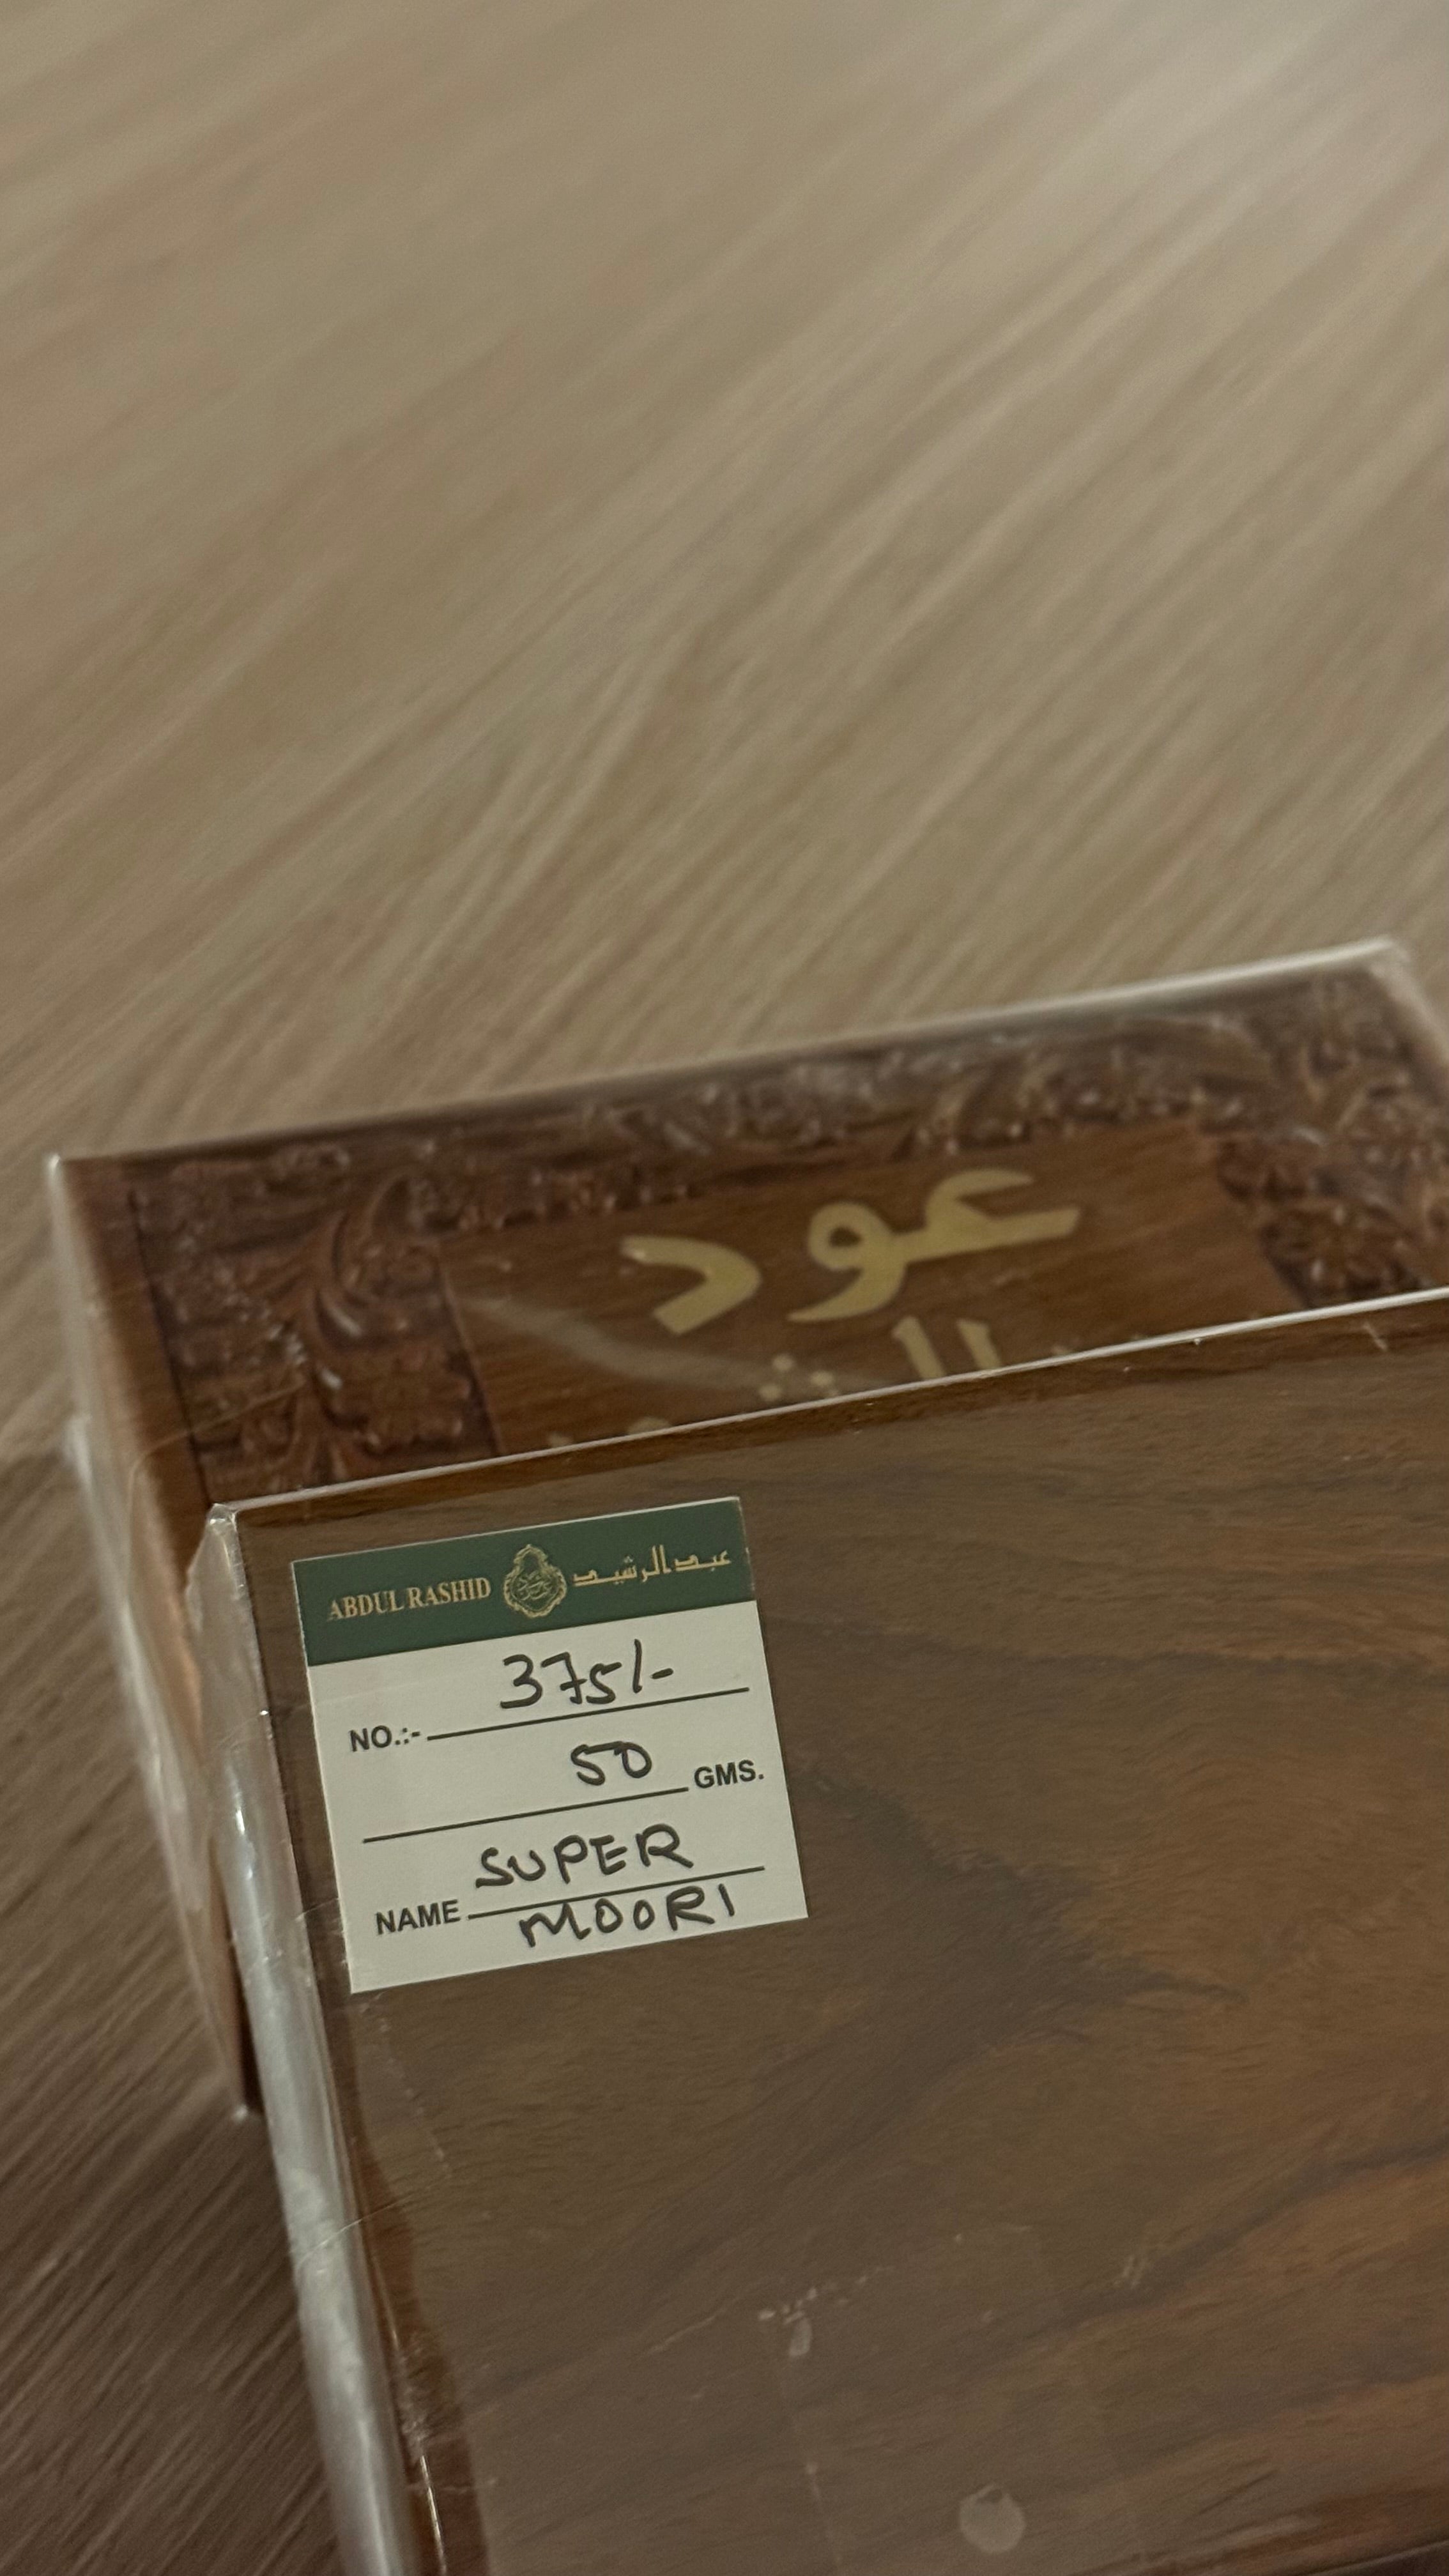 عود
ABDUL RASHID عبد الرشيد
NO.:- 375/-
50 GMS.
NAME SUPER
MOORI